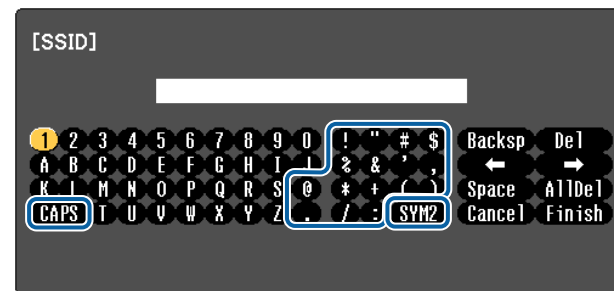 [SSID]
1 2 3 4 5 6 7 8 9 0 ! " # $ Backsp Del
A B C D E F G H I J % & ' , ← →
K L M N O P Q R S @ * + ( ) Space AllDel
CAPS T U V W X Y Z . / : SYM2 Cancel Finish